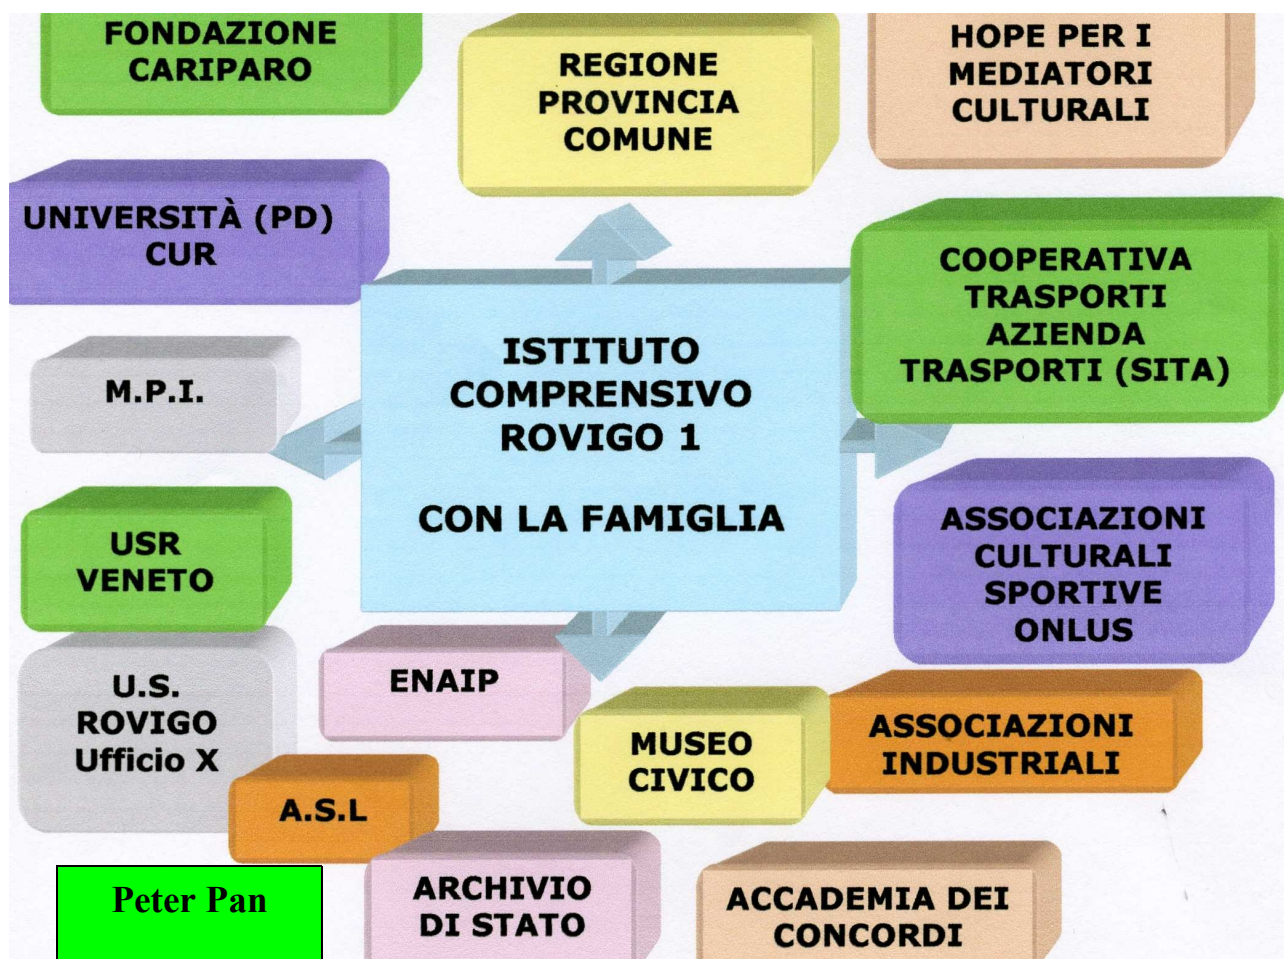 FONDAZIONE
CARIPARO
REGIONE
PROVINCIA
COMUNE
HOPE PER I
MEDIATORI
CULTURALI
UNIVERSITÀ (PD)
CUR
COOPERATIVA
TRASPORTI
AZIENDA
TRASPORTI (SITA)
M.P.I.
ISTITUTO
COMPRENSIVO
ROVIGO 1
CON LA FAMIGLIA
USR
VENETO
ASSOCIAZIONI
CULTURALI
SPORTIVE
ONLUS
U.S.
ROVIGO
Ufficio X
ENAIP
MUSEO
CIVICO
ASSOCIAZIONI
INDUSTRIALI
A.S.L
Peter Pan
ARCHIVIO
DI STATO
ACCADEMIA DEI
CONCORDI